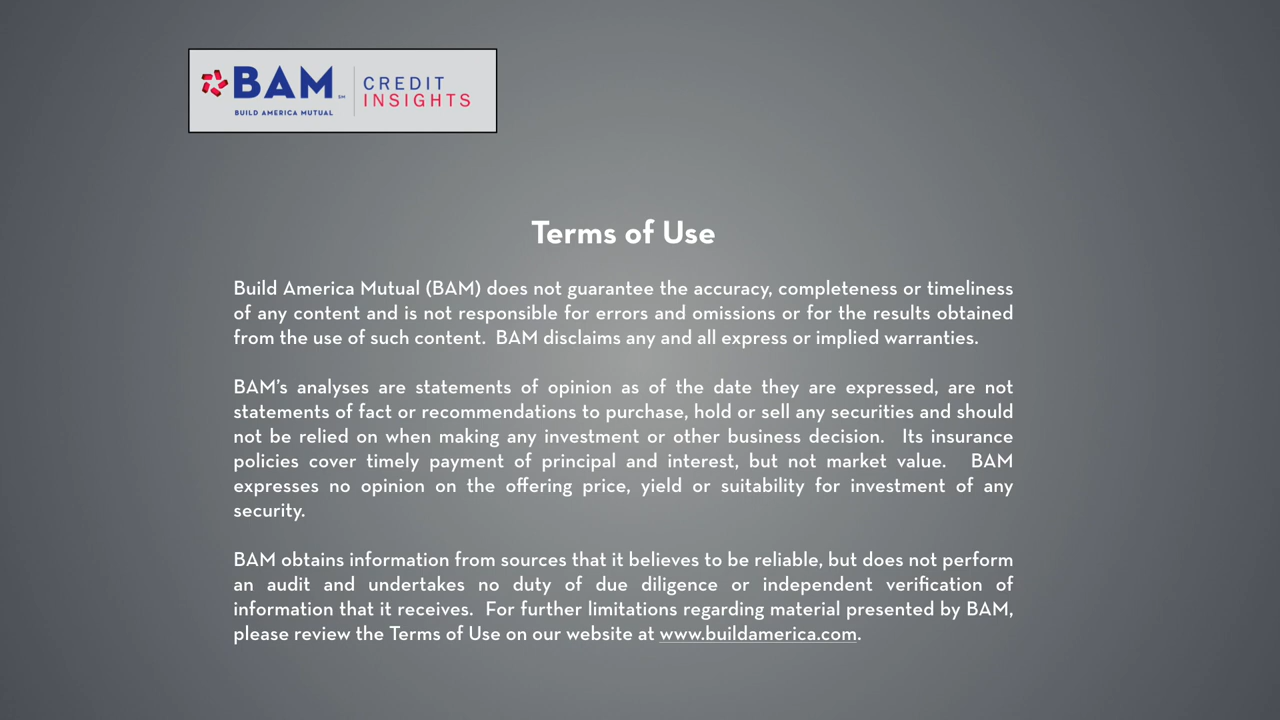 BAM SM
BUILD AMERICA MUTUAL
CREDIT
INSIGHTS
Terms of Use
Build America Mutual (BAM) does not guarantee the accuracy, completeness or timeliness
of any content and is not responsible for errors and omissions or for the results obtained
from the use of such content.  BAM disclaims any and all express or implied warranties.
BAM’s analyses are statements of opinion as of the date they are expressed, are not
statements of fact or recommendations to purchase, hold or sell any securities and should
not be relied on when making any investment or other business decision.  Its insurance
policies cover timely payment of principal and interest, but not market value.  BAM
expresses no opinion on the offering price, yield or suitability for investment of any
security.
BAM obtains information from sources that it believes to be reliable, but does not perform
an audit and undertakes no duty of due diligence or independent verification of
information that it receives.  For further limitations regarding material presented by BAM,
please review the Terms of Use on our website at www.buildamerica.com.